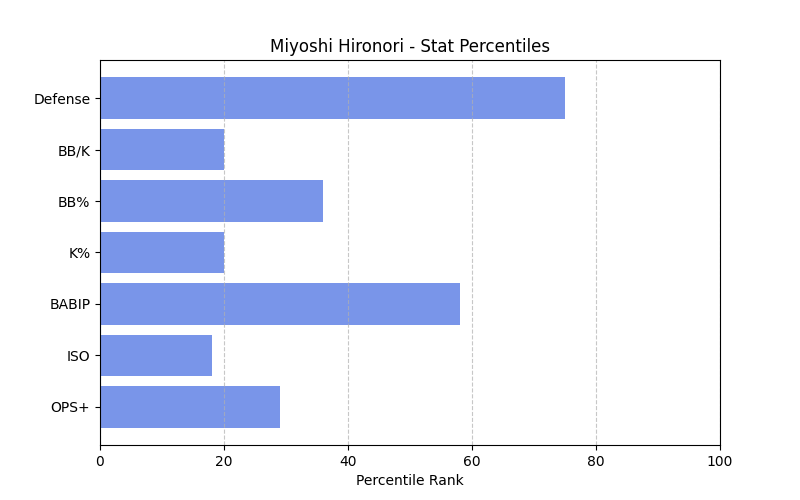 Miyoshi Hironori - Stat Percentiles
Defense
BB/K
BB%
K%
BABIP
ISO
OPS+
0 20 40 60 80 100
Percentile Rank